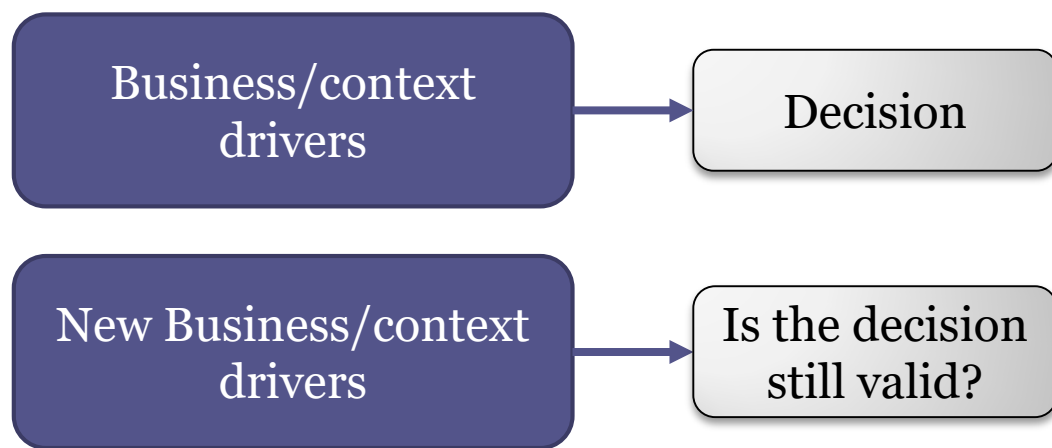 Business/context
drivers
Decision
New Business/context
drivers
Is the decision
still valid?